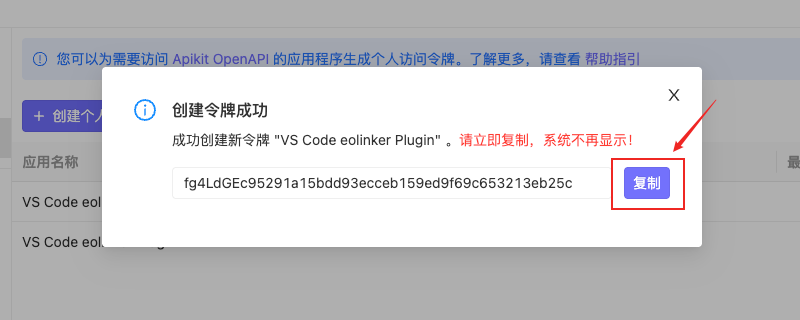 您可以为需要访问 Apikit OpenAPI 的应用程序生成个人访问令牌。了解更多，请查看 帮助指引
+ 创建个人
创建令牌成功
成功创建新令牌 "VS Code eolinker Plugin" 。请立即复制，系统不再显示！
fg4LdGEc95291a15bdd93ecceb159ed9f69c653213eb25c
复制
应用名称
最
VS Code eol
VS Code eolin